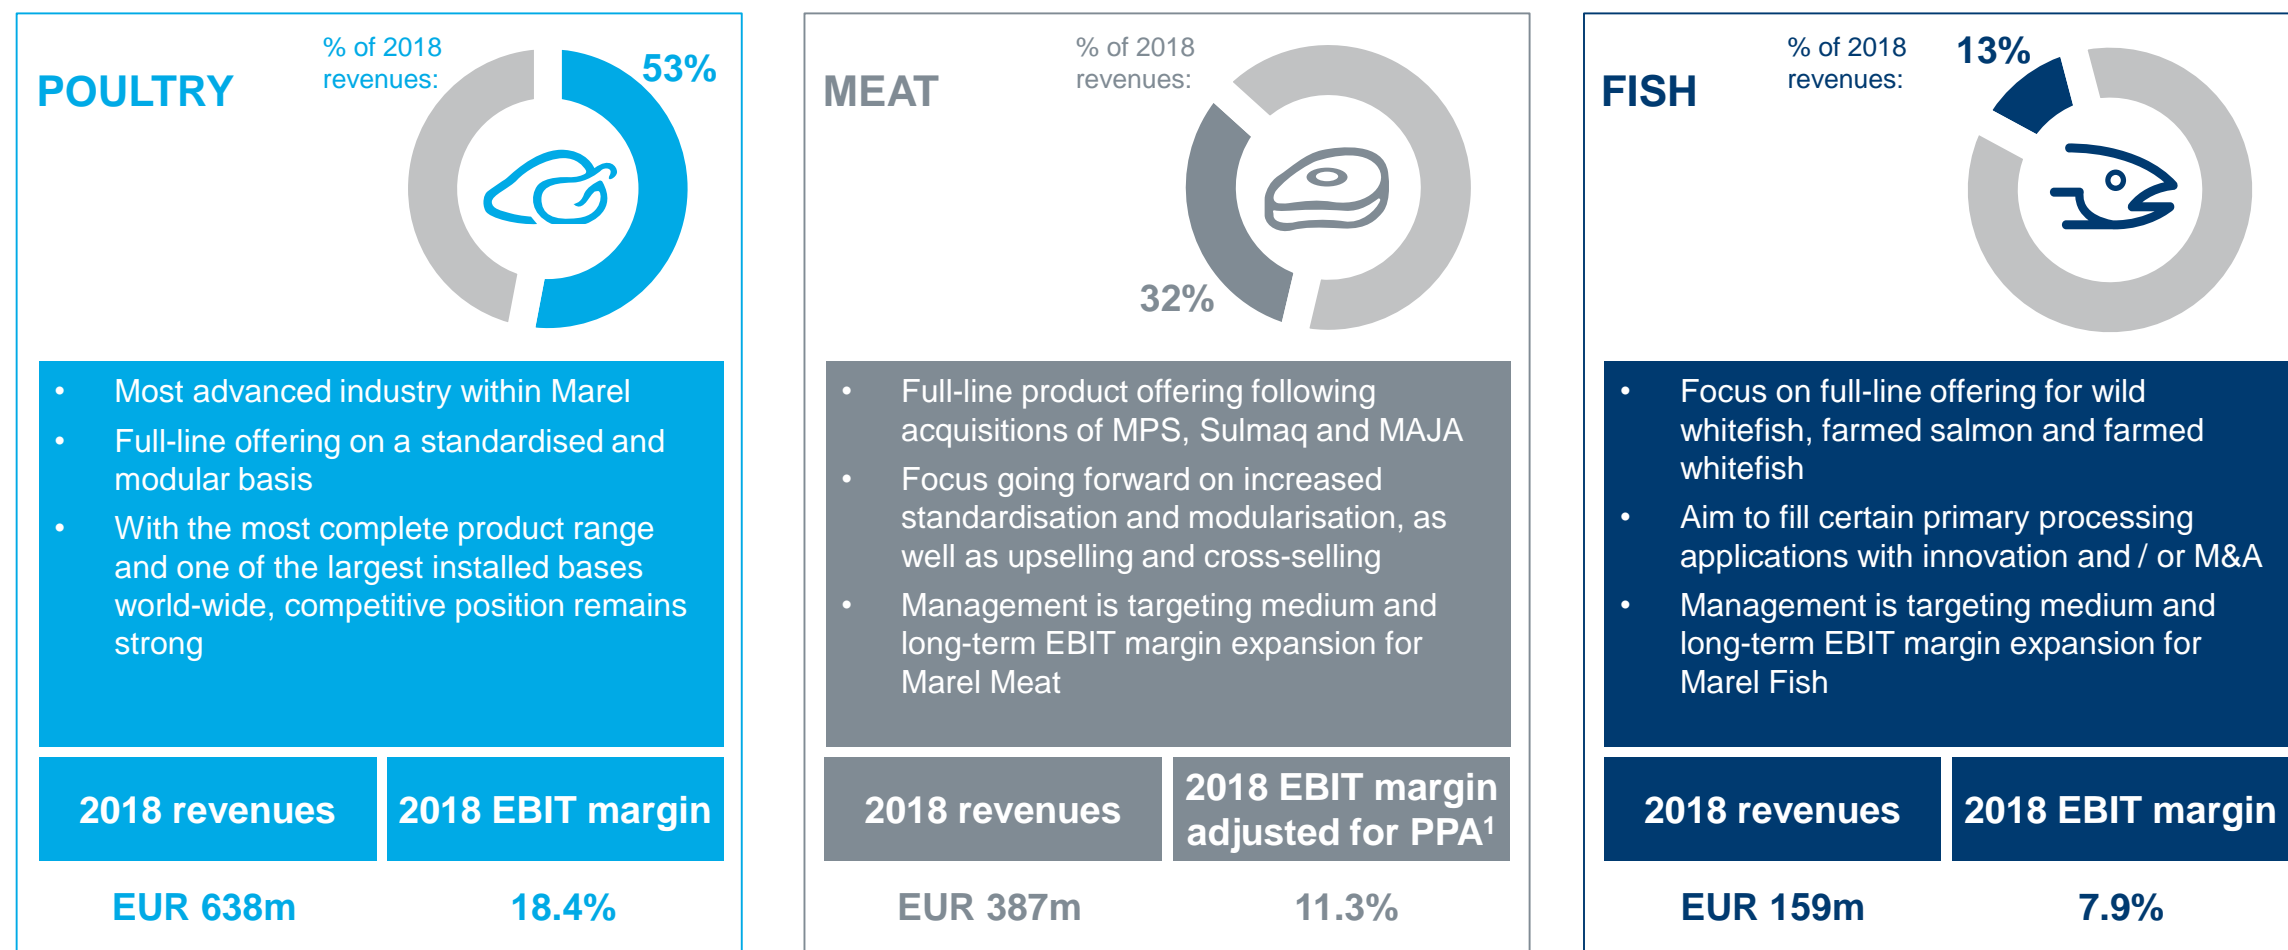 POULTRY
% of 2018
revenues:
53%
• Most advanced industry within Marel
• Full-line offering on a standardised and
modular basis
• With the most complete product range
and one of the largest installed bases
world-wide, competitive position remains
strong
2018 revenues
2018 EBIT margin
EUR 638m
18.4%
MEAT
% of 2018
revenues:
32%
• Full-line product offering following
acquisitions of MPS, Sulmaq and MAJA
• Focus going forward on increased
standardisation and modularisation, as
well as upselling and cross-selling
• Management is targeting medium and
long-term EBIT margin expansion for
Marel Meat
2018 revenues
2018 EBIT margin
adjusted for PPA¹
EUR 387m
11.3%
FISH
% of 2018
revenues:
13%
• Focus on full-line offering for wild
whitefish, farmed salmon and farmed
whitefish
• Aim to fill certain primary processing
applications with innovation and / or M&A
• Management is targeting medium and
long-term EBIT margin expansion for
Marel Fish
2018 revenues
2018 EBIT margin
EUR 159m
7.9%